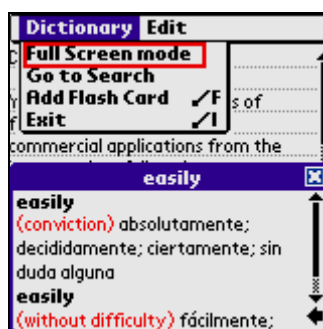 Dictionary Edit
Full Screen mode
Go to Search
Add Flash Card /F
s of
Exit /I
commercial applications from the
easily
easily
(conviction) absolutamente;
decididamente; ciertamente; sin
duda alguna
easily
(without difficulty) fácilmente;